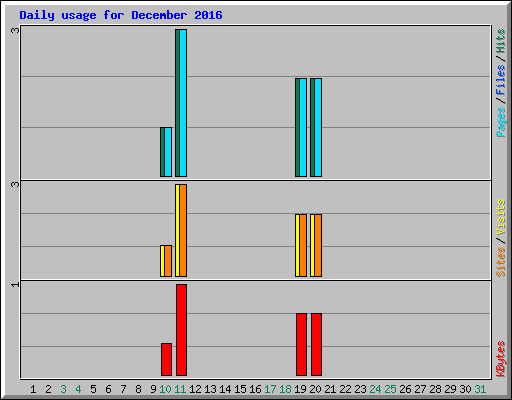 Daily usage for December 2016
3
Pages/Files/Hits
3
Sites/Visits
1
KBytes
1 2 3 4 5 6 7 8 9 10 11 12 13 14 15 16 17 18 19 20 21 22 23 24 25 26 27 28 29 30 31